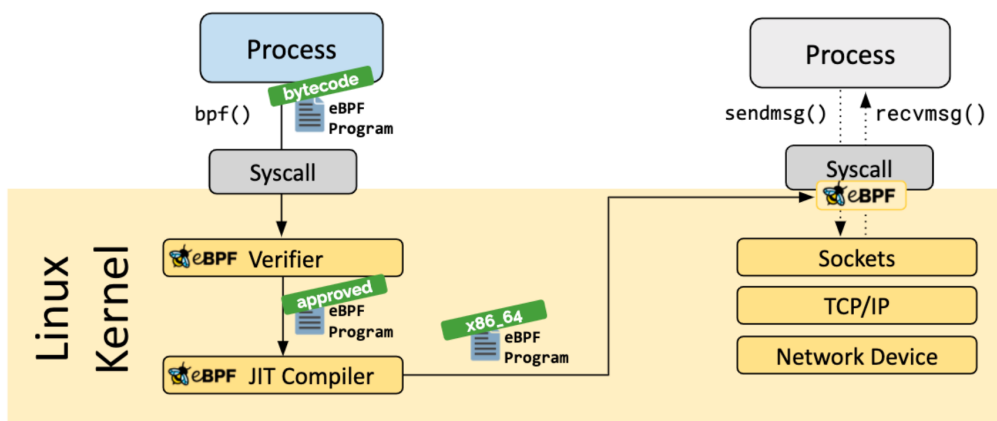 Process
bytecode
bpf()
eBPF
Program
Syscall
eBPF Verifier
approved
eBPF
Program
eBPF JIT Compiler
x86_64
eBPF
Program
Linux
Kernel
Process
sendmsg()
recvmsg()
Syscall
eBPF
Sockets
TCP/IP
Network Device